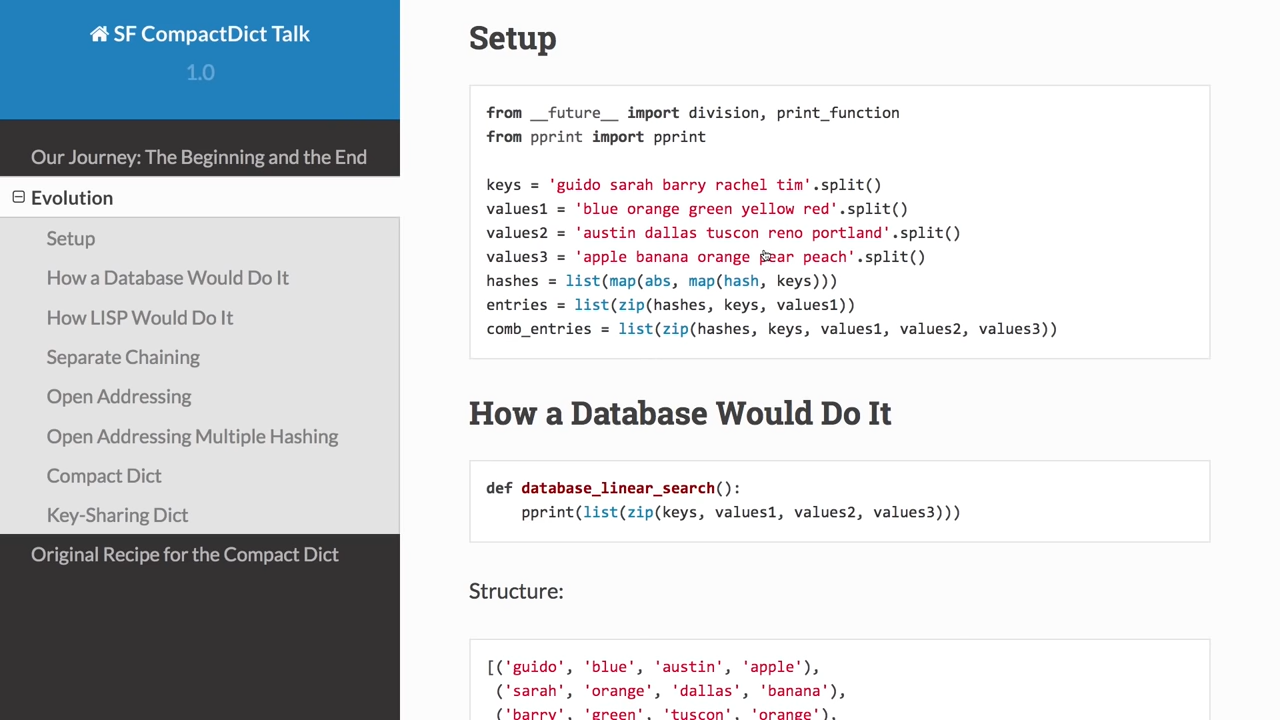 SF CompactDict Talk
1.0
Our Journey: The Beginning and the End
Evolution
Setup
How a Database Would Do It
How LISP Would Do It
Separate Chaining
Open Addressing
Open Addressing Multiple Hashing
Compact Dict
Key-Sharing Dict
Original Recipe for the Compact Dict
Setup
from __future__ import division, print_function
from pprint import pprint
keys = 'guido sarah barry rachel tim'.split()
values1 = 'blue orange green yellow red'.split()
values2 = 'austin dallas tuscon reno portland'.split()
values3 = 'apple banana orange pear peach'.split()
hashes = list(map(abs, map(hash, keys)))
entries = list(zip(hashes, keys, values1))
comb_entries = list(zip(hashes, keys, values1, values2, values3))
How a Database Would Do It
def database_linear_search():
pprint(list(zip(keys, values1, values2, values3)))
Structure:
[('guido', 'blue', 'austin', 'apple'),
('sarah', 'orange', 'dallas', 'banana'),
('barry', 'green', 'tuscon', 'orange'),